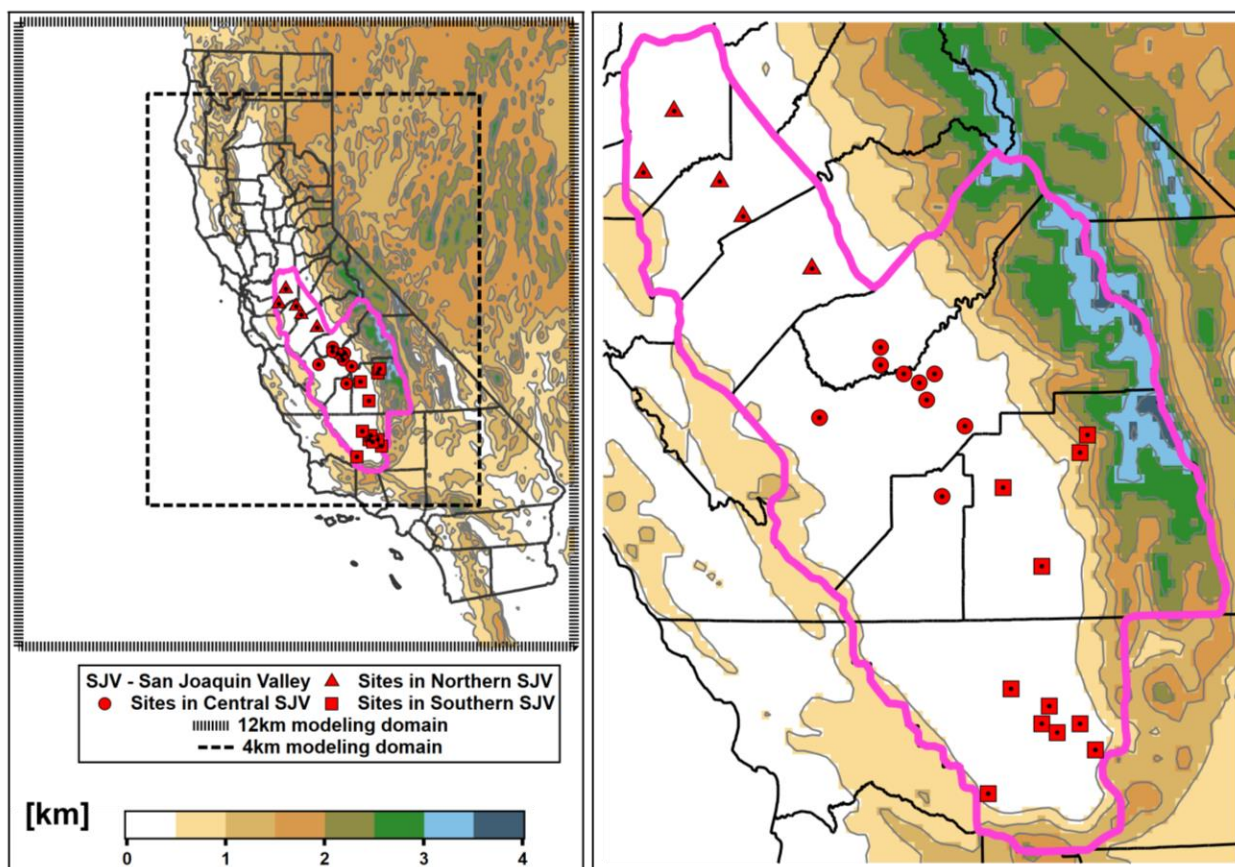 SJV - San Joaquin Valley ▲ Sites in Northern SJV
● Sites in Central SJV ■ Sites in Southern SJV
12km modeling domain
4km modeling domain
[km]
0 1 2 3 4